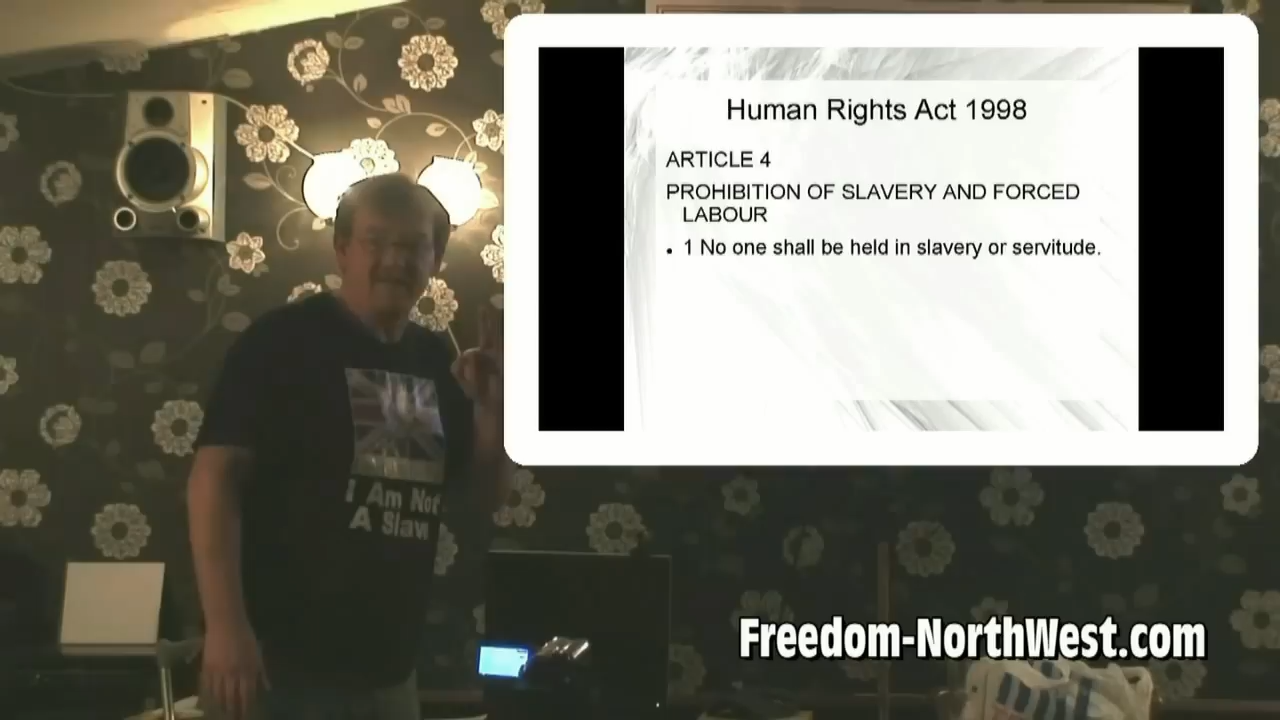 Human Rights Act 1998
ARTICLE 4
PROHIBITION OF SLAVERY AND FORCED
LABOUR
• 1 No one shall be held in slavery or servitude.
I Am Not
A Slav
Freedom-NorthWest.com